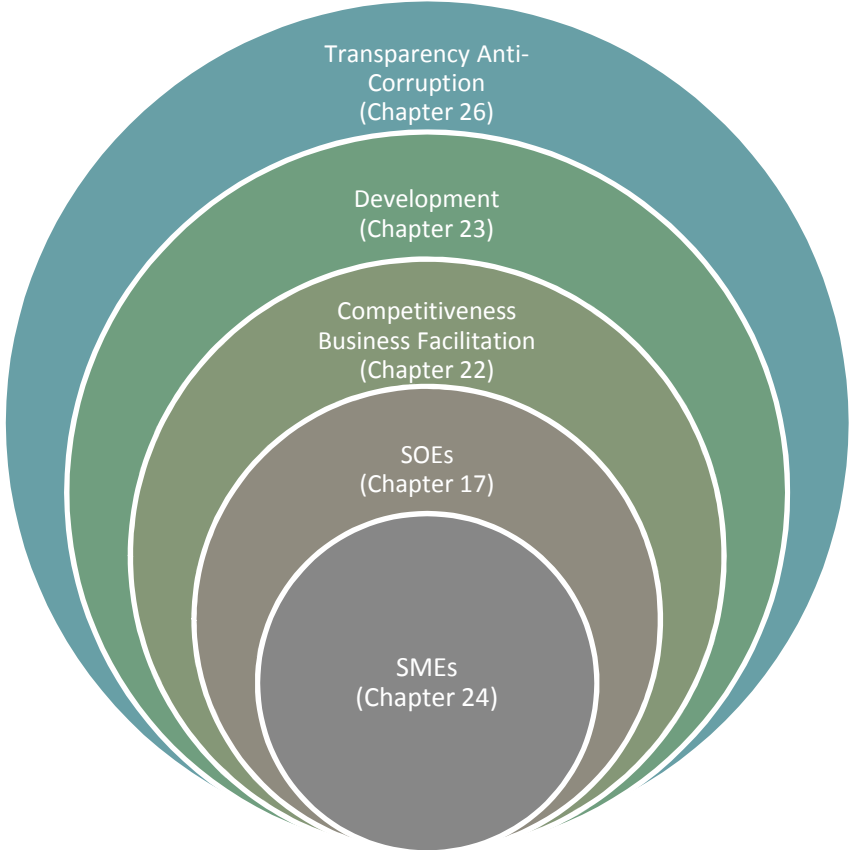 Transparency Anti-
Corruption
(Chapter 26)
Development
(Chapter 23)
Competitiveness
Business Facilitation
(Chapter 22)
SOEs
(Chapter 17)
SMEs
(Chapter 24)